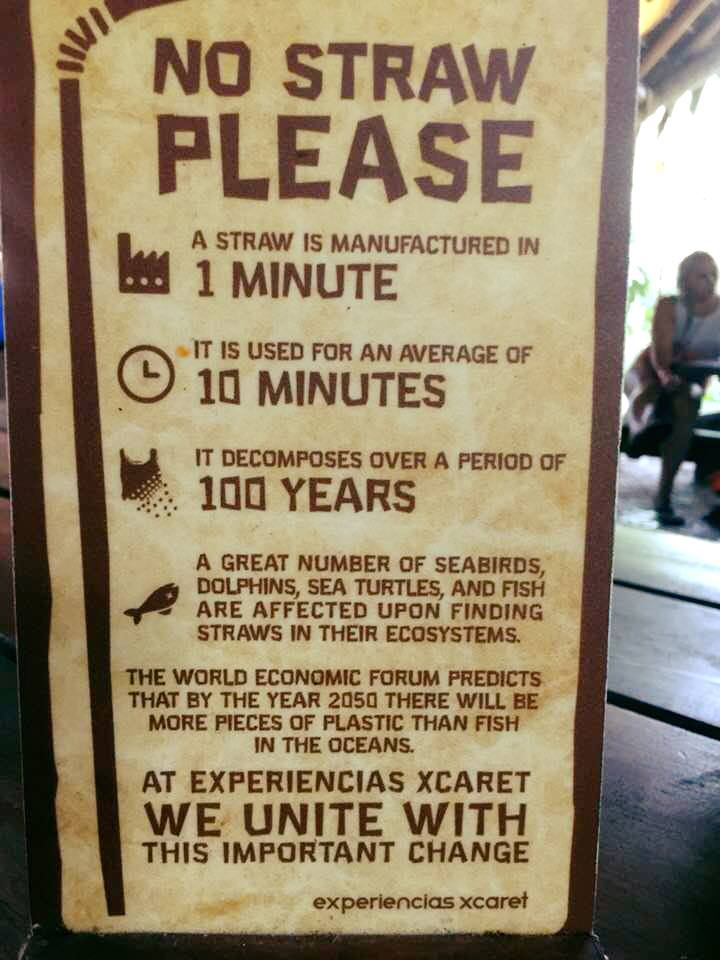 NO STRAW
PLEASE
A STRAW IS MANUFACTURED IN
1 MINUTE
IT IS USED FOR AN AVERAGE OF
10 MINUTES
IT DECOMPOSES OVER A PERIOD OF
100 YEARS
A GREAT NUMBER OF SEABIRDS,
DOLPHINS, SEA TURTLES, AND FISH
ARE AFFECTED UPON FINDING
STRAWS IN THEIR ECOSYSTEMS.
THE WORLD ECONOMIC FORUM PREDICTS
THAT BY THE YEAR 2050 THERE WILL BE
MORE PIECES OF PLASTIC THAN FISH
IN THE OCEANS.
AT EXPERIENCIAS XCARET
WE UNITE WITH
THIS IMPORTANT CHANGE
experiencias xcaret